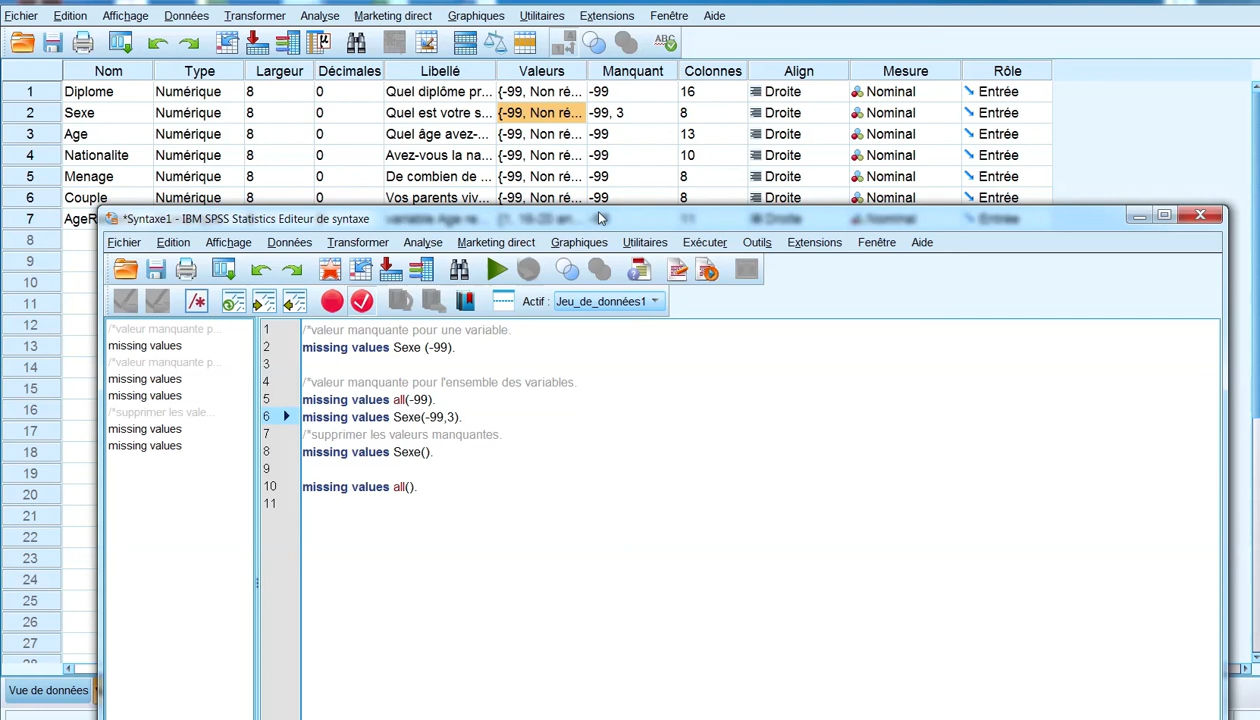 Fichier Edition Affichage Données Transformer Analyse Marketing direct Graphiques Utilitaires Extensions Fenêtre Aide
Nom Type Largeur Décimales Libellé Valeurs Manquant Colonnes Align Mesure Rôle
1 Diplome Numérique 8 0 Quel diplôme pr... {-99, Non ré... -99 16 Droite Nominal Entrée
2 Sexe Numérique 8 0 Quel est votre s... {-99, Non ré... -99, 3 8 Droite Nominal Entrée
3 Age Numérique 8 0 Quel âge avez-... {-99, Non ré... -99 13 Droite Nominal Entrée
4 Nationalite Numérique 8 0 Avez-vous la na... {-99, Non ré... -99 10 Droite Nominal Entrée
5 Menage Numérique 8 0 De combien de ... {-99, Non ré... -99 8 Droite Nominal Entrée
6 Couple Numérique 8 0 Vos parents viv... {-99, Non ré... -99 8 Droite Nominal Entrée
7
*Syntaxe1 - IBM SPSS Statistics Editeur de syntaxe
8
Fichier Edition Affichage Données Transformer Analyse Marketing direct Graphiques Utilitaires Exécuter Outils Extensions Fenêtre Aide
9
10
11
Actif : Jeu_de_données1
12
/*valeur manquante p...
1 /*valeur manquante pour une variable.
13
missing values
2 missing values Sexe (-99).
14
/*valeur manquante p...
3
missing values
4 /*valeur manquante pour l'ensemble des variables.
15
missing values
5 missing values all(-99).
16
/*supprimer les vale...
6 missing values Sexe(-99,3).
17
missing values
7 /*supprimer les valeurs manquantes.
18
missing values
8 missing values Sexe().
19
9
20
10 missing values all().
21
11
22
23
24
25
26
27
28
Vue de données